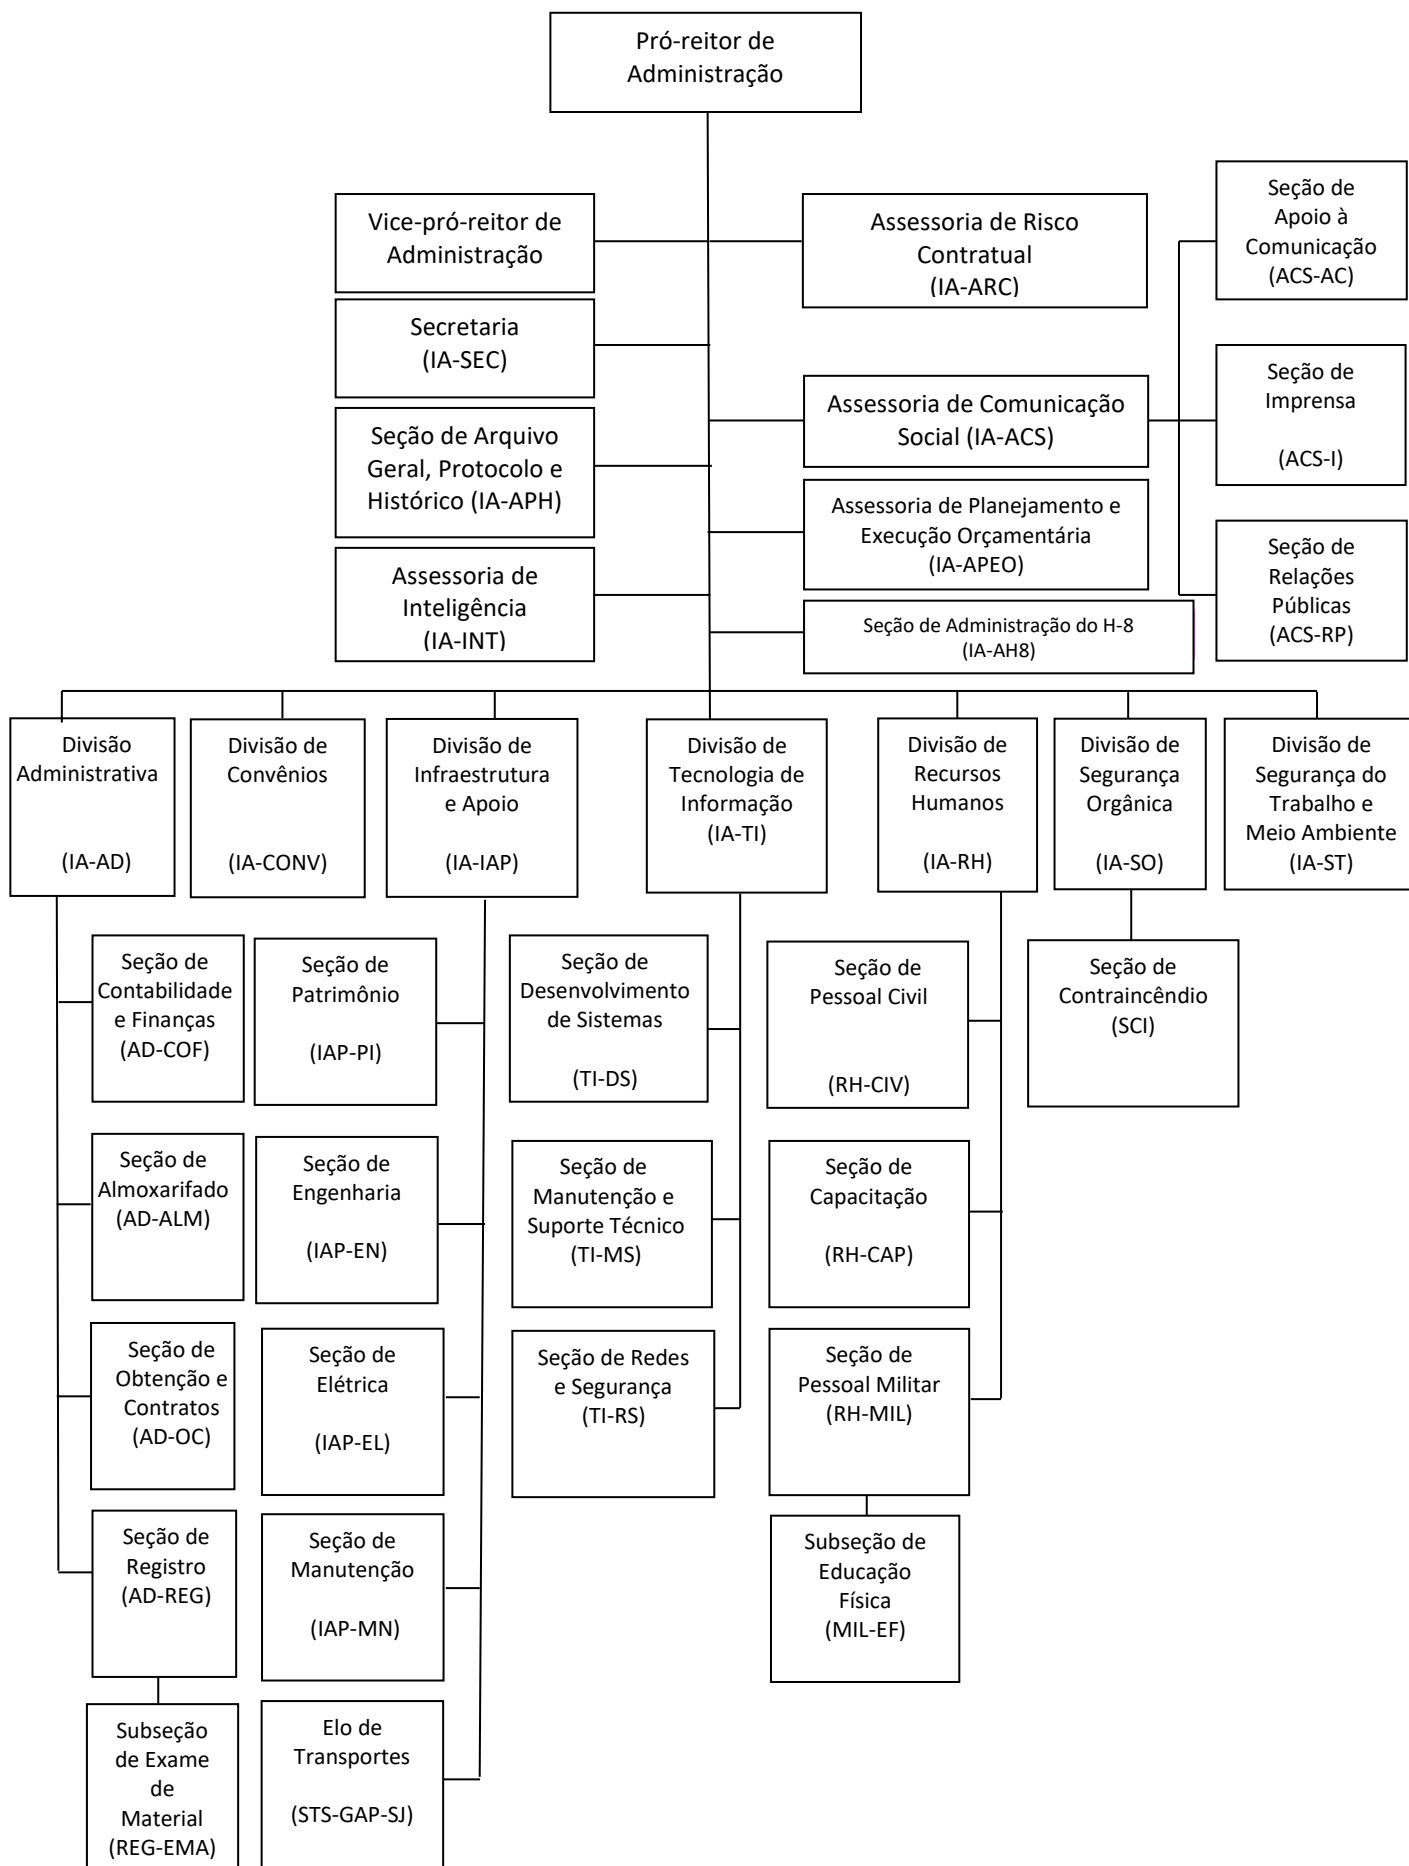 Pró-reitor de
Administração
Vice-pró-reitor de
Administração
Assessoria de Risco
Contratual
(IA-ARC)
Seção de
Apoio à
Comunicação
(ACS-AC)
Secretaria
(IA-SEC)
Assessoria de Comunicação
Social (IA-ACS)
Seção de
Imprensa
(ACS-I)
Seção de Arquivo
Geral, Protocolo e
Histórico (IA-APH)
Assessoria de Planejamento e
Execução Orçamentária
(IA-APEO)
Seção de
Relações
Públicas
(ACS-RP)
Assessoria de
Inteligência
(IA-INT)
Seção de Administração do H-8
(IA-AH8)
Divisão
Administrativa
(IA-AD)
Divisão de
Convênios
(IA-CONV)
Divisão de
Infraestrutura
e Apoio
(IA-IAP)
Divisão de
Tecnologia de
Informação
(IA-TI)
Divisão de
Recursos
Humanos
(IA-RH)
Divisão de
Segurança
Orgânica
(IA-SO)
Divisão de
Segurança do
Trabalho e
Meio Ambiente
(IA-ST)
Seção de
Contabilidade
e Finanças
(AD-COF)
Seção de
Patrimônio
(IAP-PI)
Seção de
Desenvolvimento
de Sistemas
(TI-DS)
Seção de
Pessoal Civil
(RH-CIV)
Seção de
Contraincêndio
(SCI)
Seção de
Almoxarifado
(AD-ALM)
Seção de
Engenharia
(IAP-EN)
Seção de
Manutenção e
Suporte Técnico
(TI-MS)
Seção de
Capacitação
(RH-CAP)
Seção de
Obtenção e
Contratos
(AD-OC)
Seção de
Elétrica
(IAP-EL)
Seção de Redes
e Segurança
(TI-RS)
Seção de
Pessoal Militar
(RH-MIL)
Seção de
Registro
(AD-REG)
Seção de
Manutenção
(IAP-MN)
Subseção de
Educação
Física
(MIL-EF)
Subseção
de Exame
de
Material
(REG-EMA)
Elo de
Transportes
(STS-GAP-SJ)